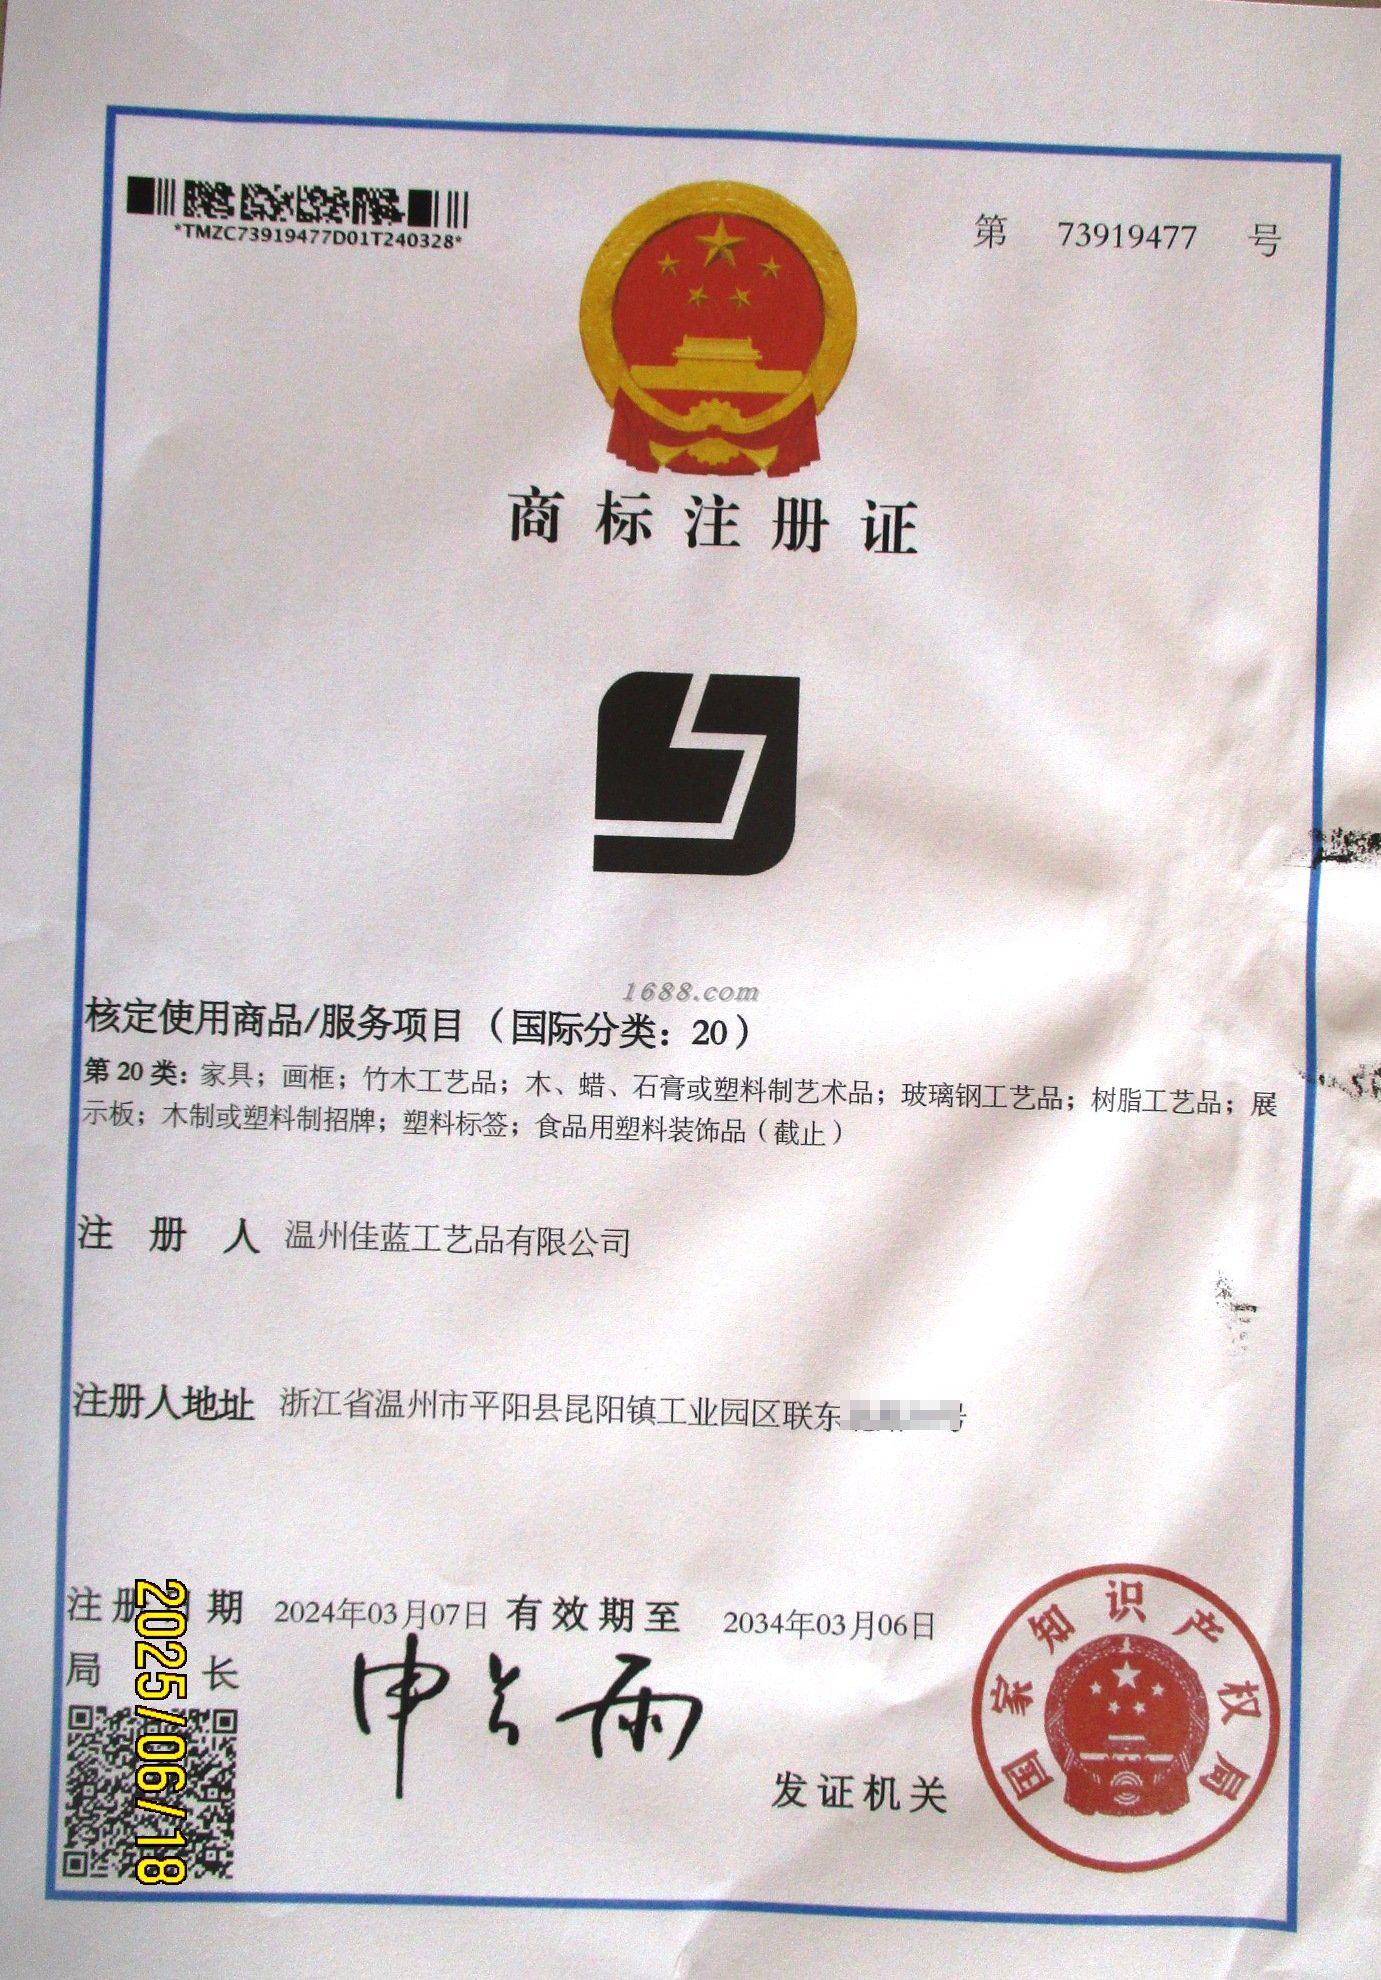 *TMZC73919477D01T240328*
第 73919477 号
商标注册证
1688.com
核定使用商品/服务项目（国际分类：20）
第 20 类：家具；画框；竹木工艺品；木、蜡、石膏或塑料制艺术品；玻璃钢工艺品；树脂工艺品；展
示板；木制或塑料制招牌；塑料标签；食品用塑料装饰品（截止）
注册人 温州佳蓝工艺品有限公司
注册人地址 浙江省温州市平阳县昆阳镇工业园区联东 号
注册 期 2024年03月07日 有效期至 2034年03月06日
局长
申长雨
发证机关
国家知识产权局
2025/06/18